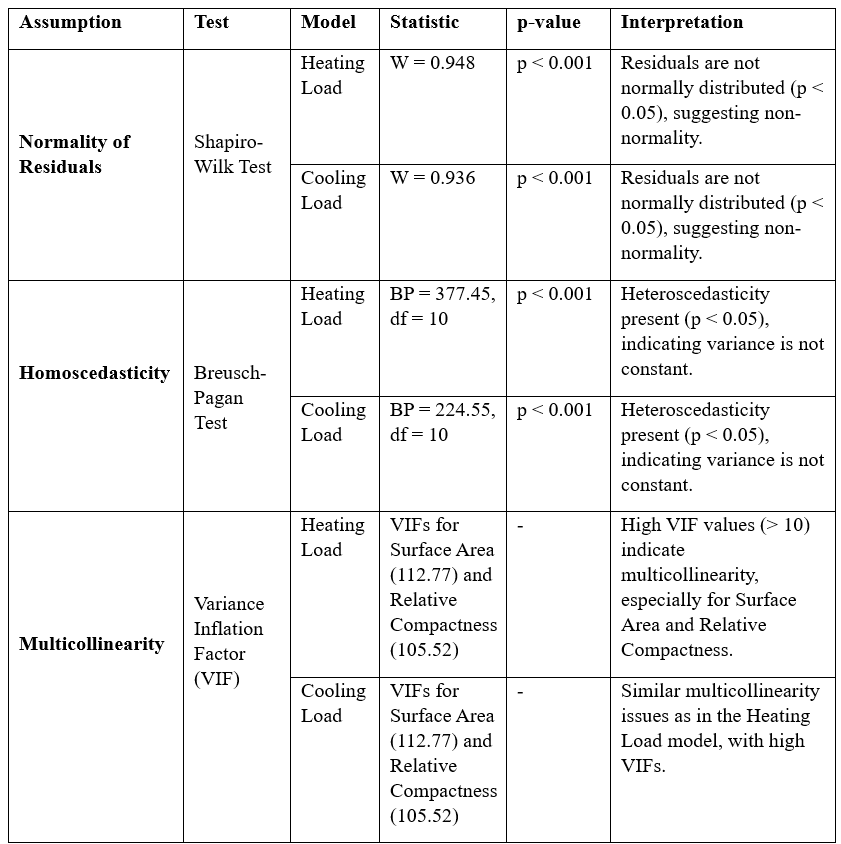 Assumption Test Model Statistic p-value Interpretation
Normality of
Residuals
Shapiro-
Wilk Test
Heating
Load
W = 0.948
p < 0.001
Residuals are not
normally distributed (p <
0.05), suggesting non-
normality.
Cooling
Load
W = 0.936
p < 0.001
Residuals are not
normally distributed (p <
0.05), suggesting non-
normality.
Homoscedasticity
Breusch-
Pagan
Test
Heating
Load
BP = 377.45,
df = 10
p < 0.001
Heteroscedasticity
present (p < 0.05),
indicating variance is not
constant.
Cooling
Load
BP = 224.55,
df = 10
p < 0.001
Heteroscedasticity
present (p < 0.05),
indicating variance is not
constant.
Multicollinearity
Variance
Inflation
Factor
(VIF)
Heating
Load
VIFs for
Surface Area
(112.77) and
Relative
Compactness
(105.52)
-
High VIF values (> 10)
indicate
multicollinearity,
especially for Surface
Area and Relative
Compactness.
Cooling
Load
VIFs for
Surface Area
(112.77) and
Relative
Compactness
(105.52)
-
Similar multicollinearity
issues as in the Heating
Load model, with high
VIFs.